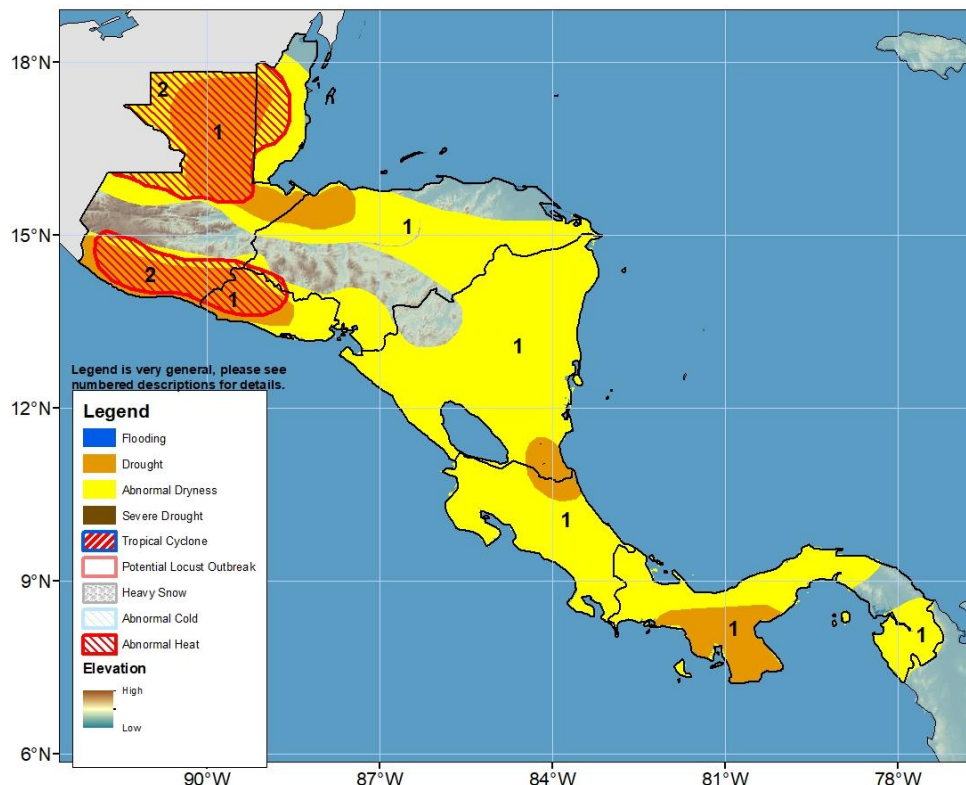 18°N
2
1
15°N
1
2
1
1
Legend is very general, please see
numbered descriptions for details.
12°N
Legend
Flooding
Drought
Abnormal Dryness
Severe Drought
Tropical Cyclone
Potential Locust Outbreak
Heavy Snow
Abnormal Cold
Abnormal Heat
Elevation
High
Low
1
9°N
1
1
6°N
90°W 87°W 84°W 81°W 78°W